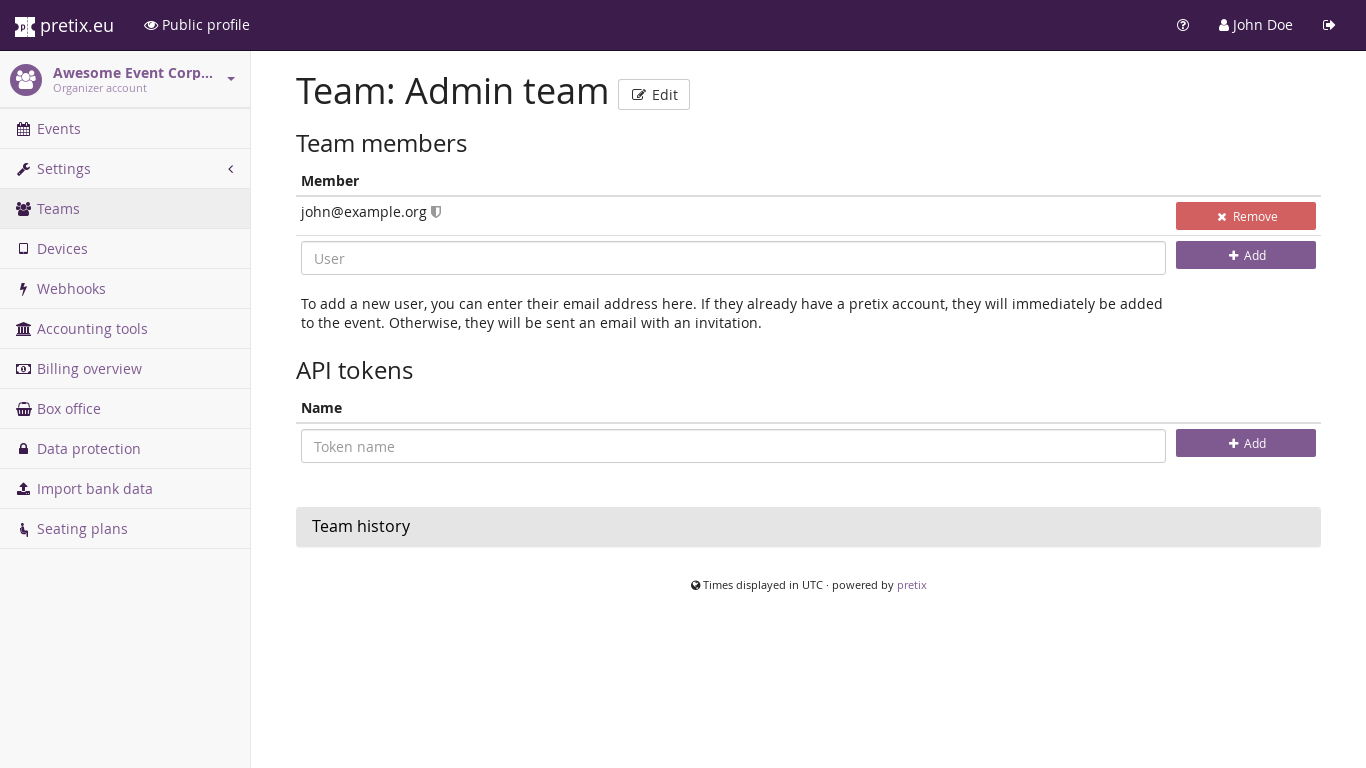 pretix.eu
Public profile
John Doe
Awesome Event Corp...
Organizer account
Events
Settings
Teams
Devices
Webhooks
Accounting tools
Billing overview
Box office
Data protection
Import bank data
Seating plans
Team: Admin team
Edit
Team members
Member
john@example.org
Remove
User
Add
To add a new user, you can enter their email address here. If they already have a pretix account, they will immediately be added
to the event. Otherwise, they will be sent an email with an invitation.
API tokens
Name
Token name
Add
Team history
Times displayed in UTC · powered by pretix